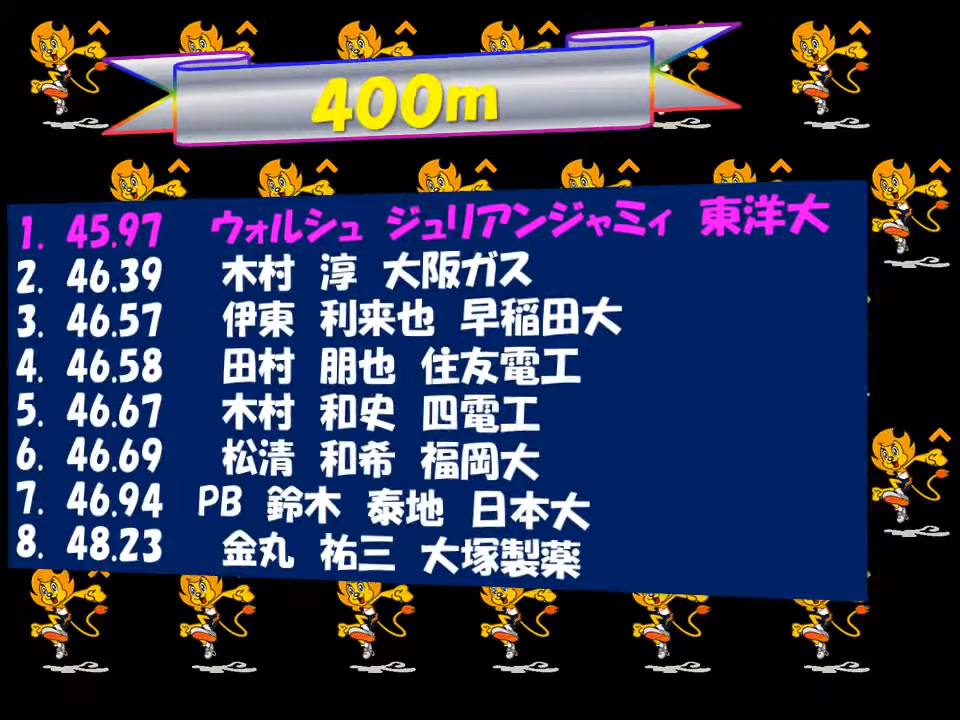 400m
1. 45.97 ウォルシュ ジュリアンジャミィ 東洋大
2. 46.39 木村 淳 大阪ガス
3. 46.57 伊東 利来也 早稲田大
4. 46.58 田村 朋也 住友電工
5. 46.67 木村 和史 四電工
6. 46.69 松清 和希 福岡大
7. 46.94 PB 鈴木 泰地 日本大
8. 48.23 金丸 祐三 大塚製薬